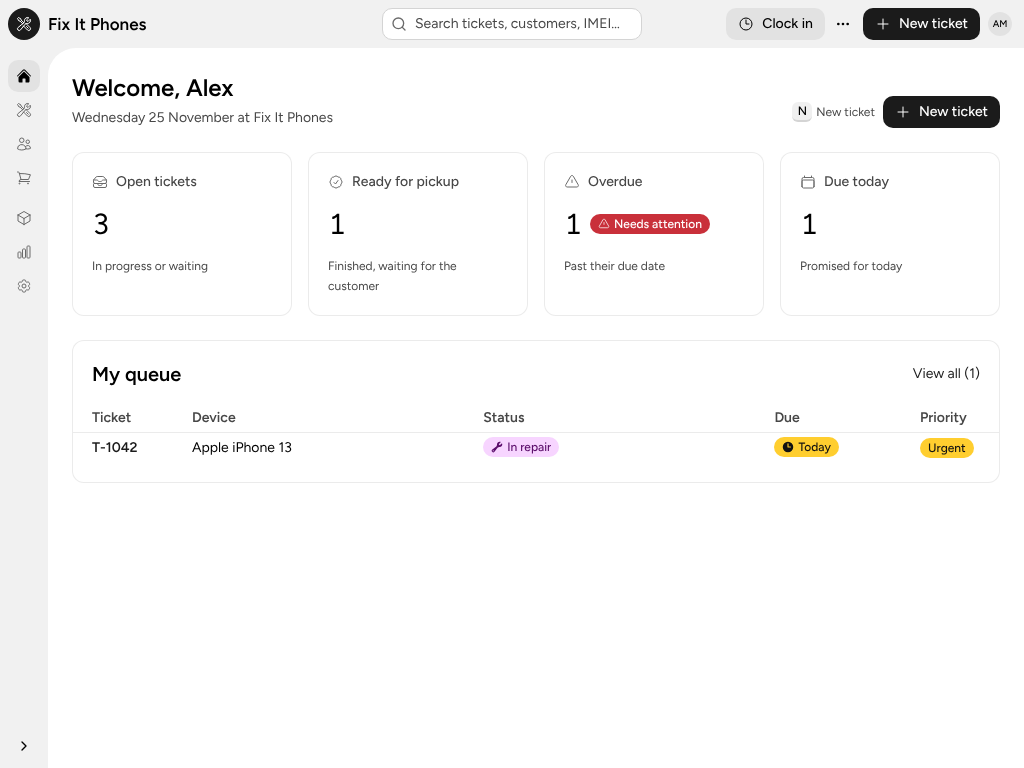 Fix It Phones
Search tickets, customers, IMEI...
Clock in
New ticket
AM
Welcome, Alex
Wednesday 25 November at Fix It Phones
N New ticket
New ticket
Open tickets
3
In progress or waiting
Ready for pickup
1
Finished, waiting for the
customer
Overdue
1 Needs attention
Past their due date
Due today
1
Promised for today
My queue
View all (1)
Ticket Device Status Due Priority
T-1042 Apple iPhone 13 In repair Today Urgent